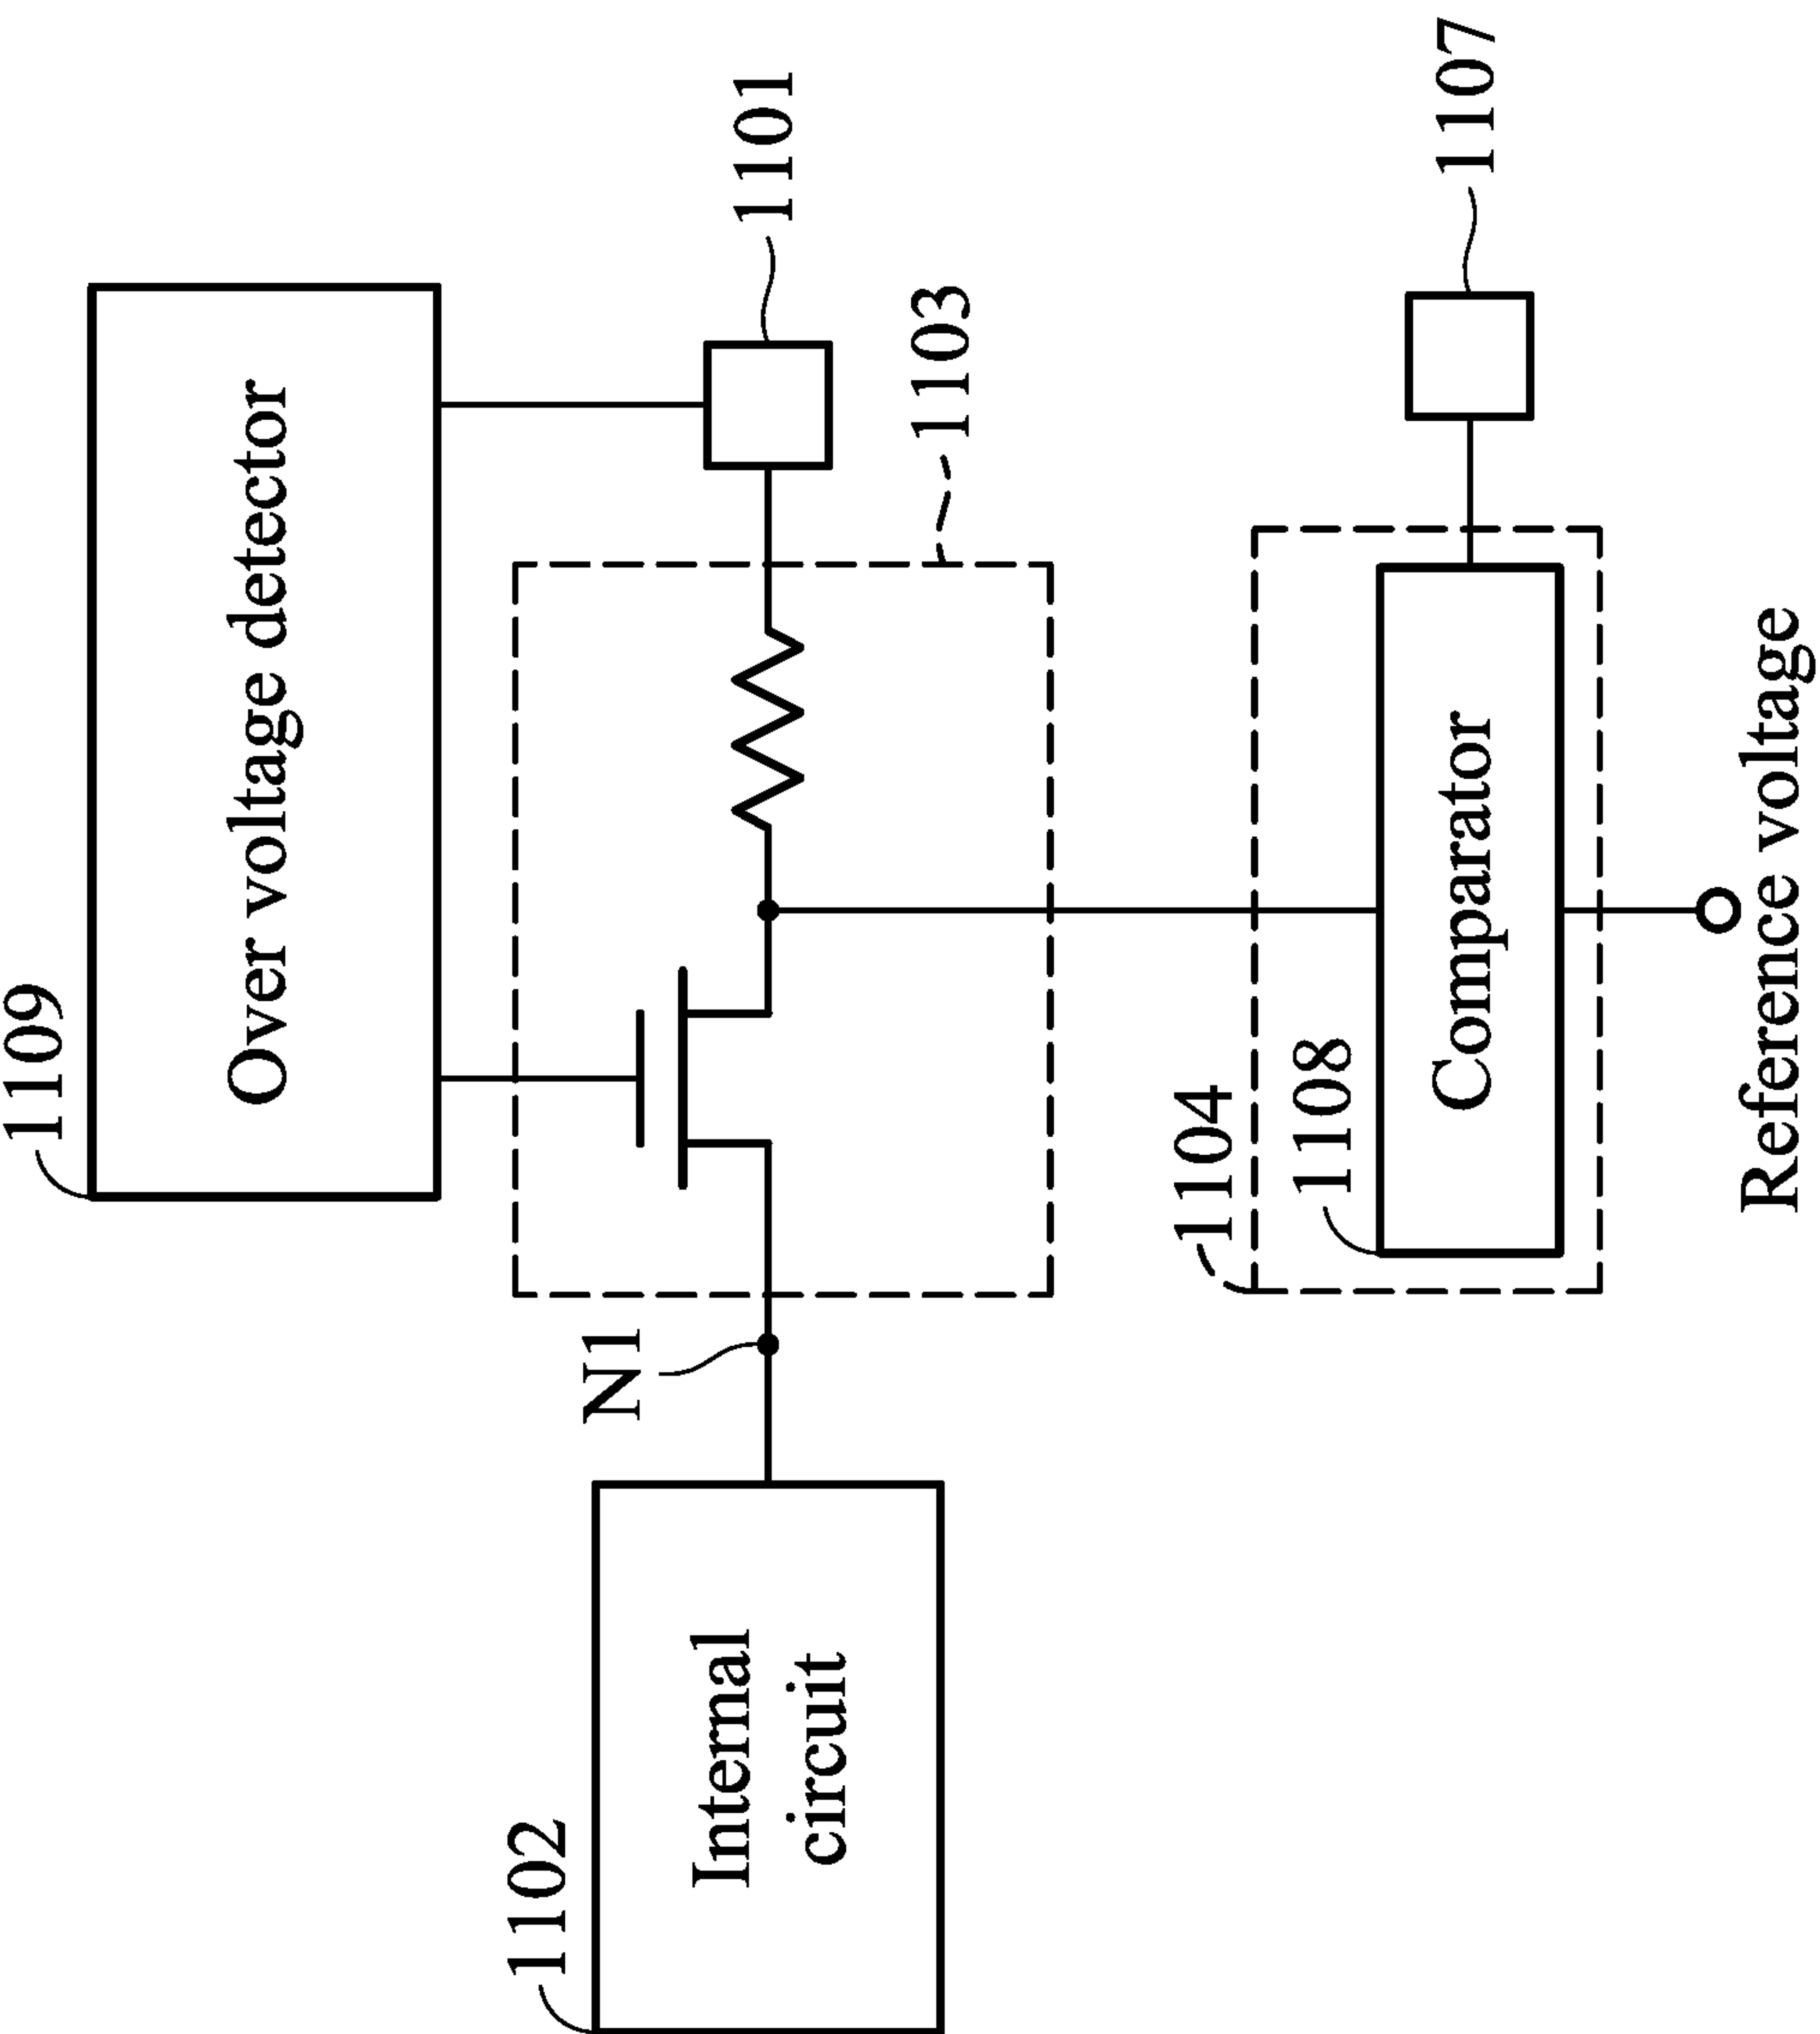 1109
Over voltage detector
1101
1103
N1
1102
Internal
circuit
1104
1108
Comparator
1107
Reference voltage